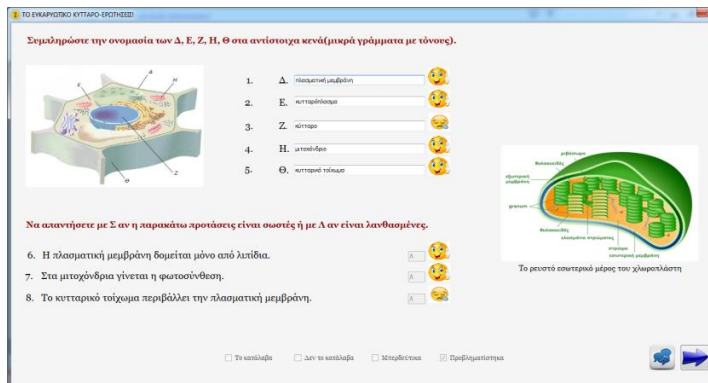 ΤΟ ΕΥΚΑΡΥΩΤΙΚΟ ΚΥΤΤΑΡΟ-ΕΡΩΤΗΣΕΙΣ!
Συμπληρώστε την ονομασία των Δ, Ε, Ζ, Η, Θ στα αντίστοιχα κενά(μικρά γράμματα με τόνους).
Δ
Ε
Η
Θ
Ζ
1. Δ. πλασματική μεμβράνη
2. Ε. κυτταρόπλασμα
3. Ζ. κύτταρο
4. Η. μιτοχόνδριο
5. Θ. κυτταρικό τοίχωμα
μεβάσωμα
θυλακοειδές
εξωτερική
μεμβράνη
granum
θυλακοειδές
ελασμάτιο στρώματος
στρώμα
εσωτερική μεμβράνη
Το ρευστό εσωτερικό μέρος του χλωροπλάστη
Να απαντήσετε με Σ αν η παρακάτω προτάσεις είναι σωστές ή με Λ αν είναι λανθασμένες.
6. Η πλασματική μεμβράνη δομείται μόνο από λιπίδια. Λ
7. Στα μιτοχόνδρια γίνεται η φωτοσύνθεση. Λ
8. Το κυτταρικό τοίχωμα περιβάλλει την πλασματική μεμβράνη. Λ
Το κατάλαβα Δεν το κατάλαβα Μπερδεύτηκα Προβληματίστηκα